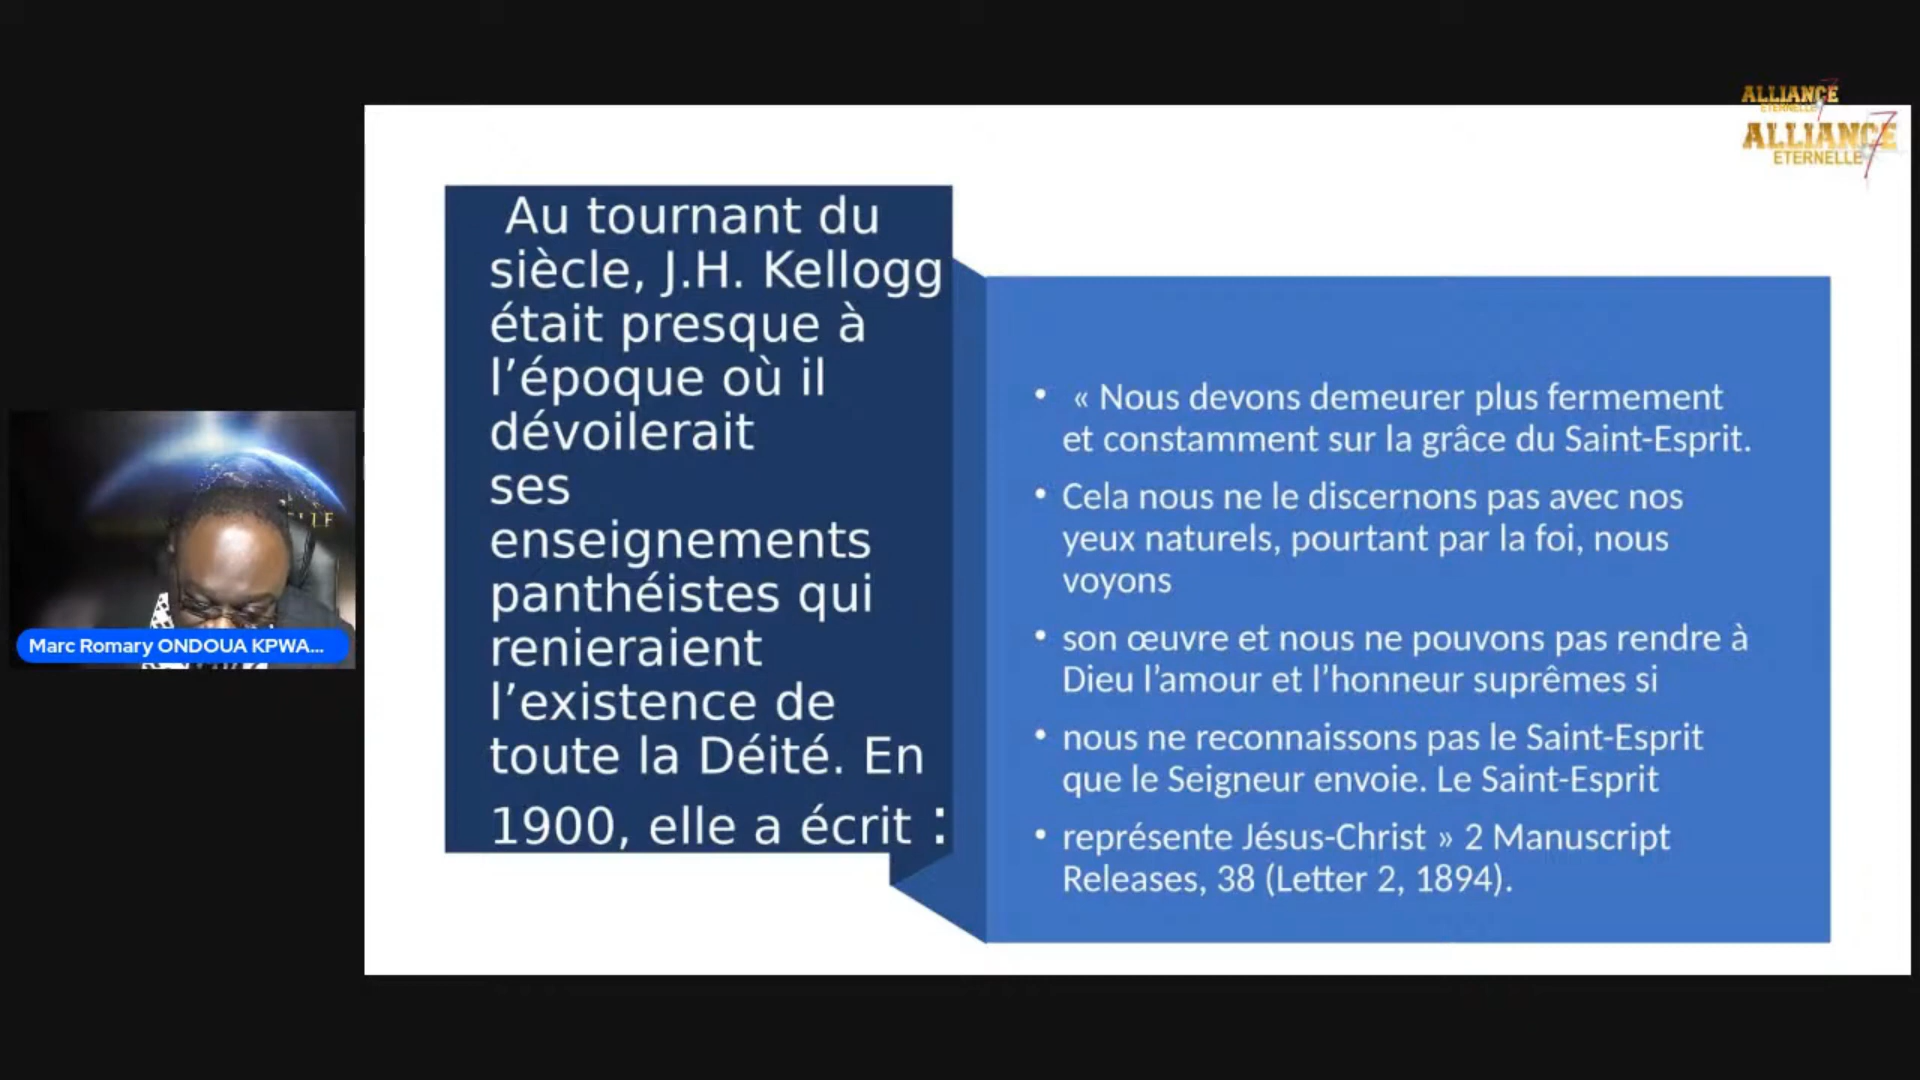 ALLIANCE
ETERNELLE
ALLIANCE 7
ETERNELLE
Au tournant du
siècle, J.H. Kellogg
était presque à
l’époque où il
dévoilerait
ses
enseignements
panthéistes qui
renieraient
l’existence de
toute la Déité. En
1900, elle a écrit :
• « Nous devons demeurer plus fermement
et constamment sur la grâce du Saint-Esprit.
• Cela nous ne le discernons pas avec nos
yeux naturels, pourtant par la foi, nous
voyons
• son œuvre et nous ne pouvons pas rendre à
Dieu l’amour et l’honneur suprêmes si
• nous ne reconnaissons pas le Saint-Esprit
que le Seigneur envoie. Le Saint-Esprit
• représente Jésus-Christ » 2 Manuscript
Releases, 38 (Letter 2, 1894).
Marc Romary ONDOUA KPWA...